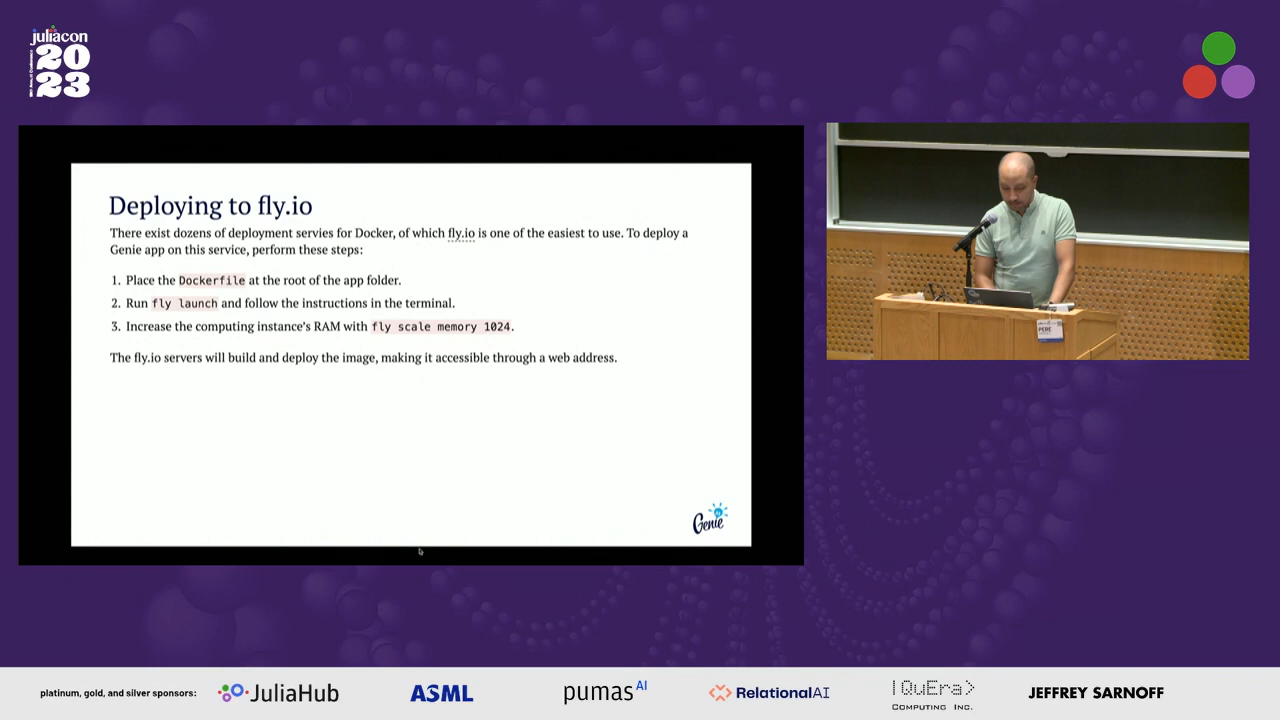 juliacon
20
23
Deploying to fly.io
There exist dozens of deployment servies for Docker, of which fly.io is one of the easiest to use. To deploy a
Genie app on this service, perform these steps:
1. Place the Dockerfile at the root of the app folder.
2. Run fly launch and follow the instructions in the terminal.
3. Increase the computing instance's RAM with fly scale memory 1024.
The fly.io servers will build and deploy the image, making it accessible through a web address.
Genie
PERE
platinum, gold, and silver sponsors:
JuliaHub
ASML
pumasAI
RelationalAI
|QuEra>
COMPUTING INC.
JEFFREY SARNOFF